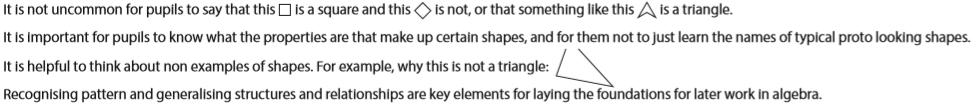 It is not uncommon for pupils to say that this is a square and this is not, or that something like this is a triangle.
It is important for pupils to know what the properties are that make up certain shapes, and for them not to just learn the names of typical proto looking shapes.
It is helpful to think about non examples of shapes. For example, why this is not a triangle:
Recognising pattern and generalising structures and relationships are key elements for laying the foundations for later work in algebra.